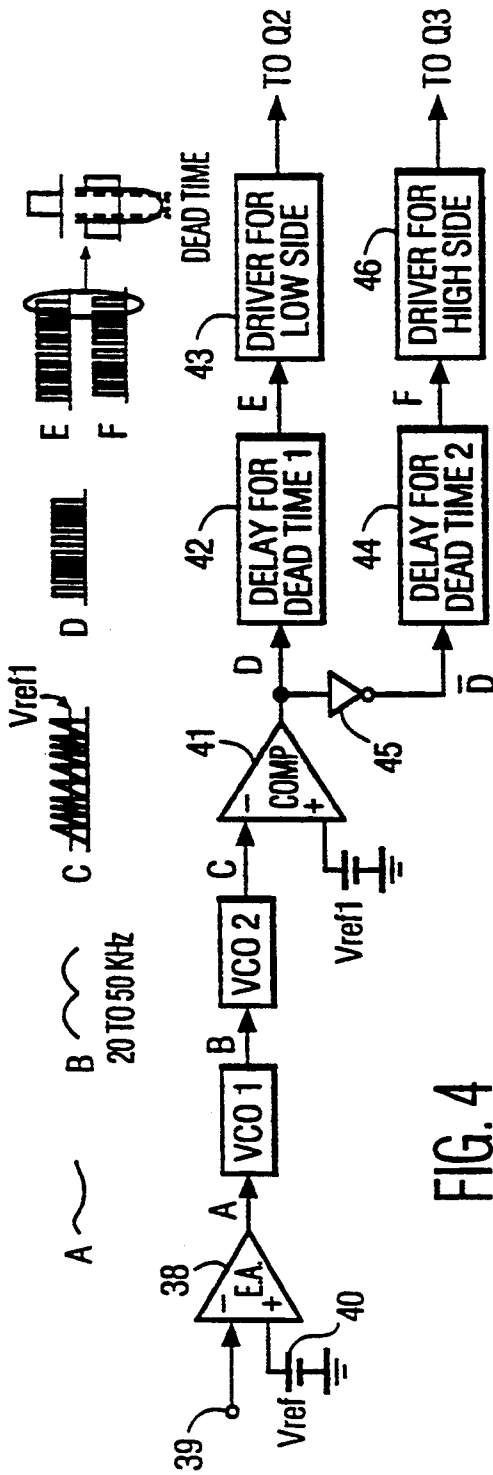 A
B
20 TO 50 KHz
C
Vref1
D
E
F
DEAD TIME
39
38
E.A.
−
+
Vref
40
A
VCO 1
B
VCO 2
C
41
−
COMP
+
Vref1
D
45
D̅
42
DELAY FOR
DEAD TIME 1
E
43
DRIVER FOR
LOW SIDE
TO Q2
44
DELAY FOR
DEAD TIME 2
F
46
DRIVER FOR
HIGH SIDE
TO Q3
FIG. 4